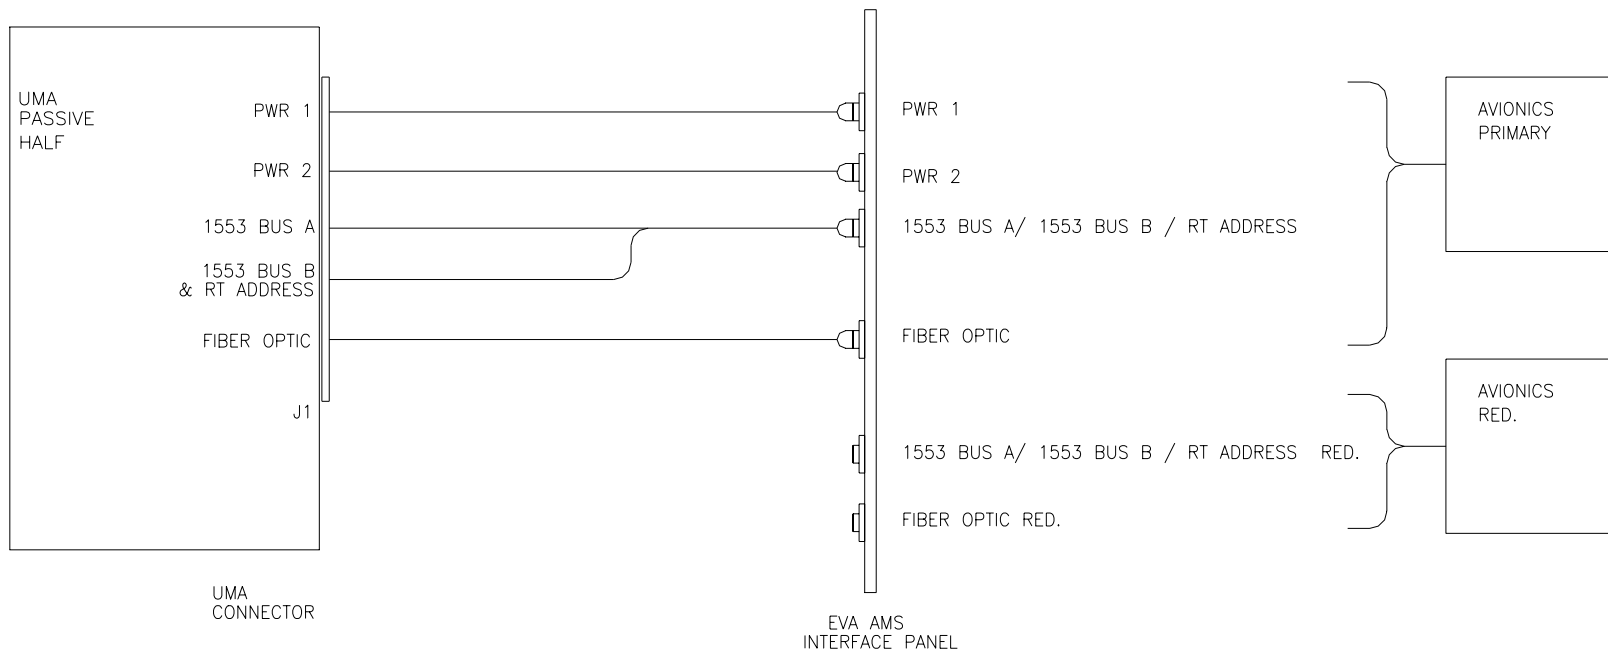 UMA
PASSIVE
HALF
PWR 1
PWR 2
1553 BUS A
1553 BUS B
& RT ADDRESS
FIBER OPTIC
J1
UMA
CONNECTOR
PWR 1
PWR 2
1553 BUS A/ 1553 BUS B / RT ADDRESS
FIBER OPTIC
1553 BUS A/ 1553 BUS B / RT ADDRESS RED.
FIBER OPTIC RED.
EVA AMS
INTERFACE PANEL
AVIONICS
PRIMARY
AVIONICS
RED.